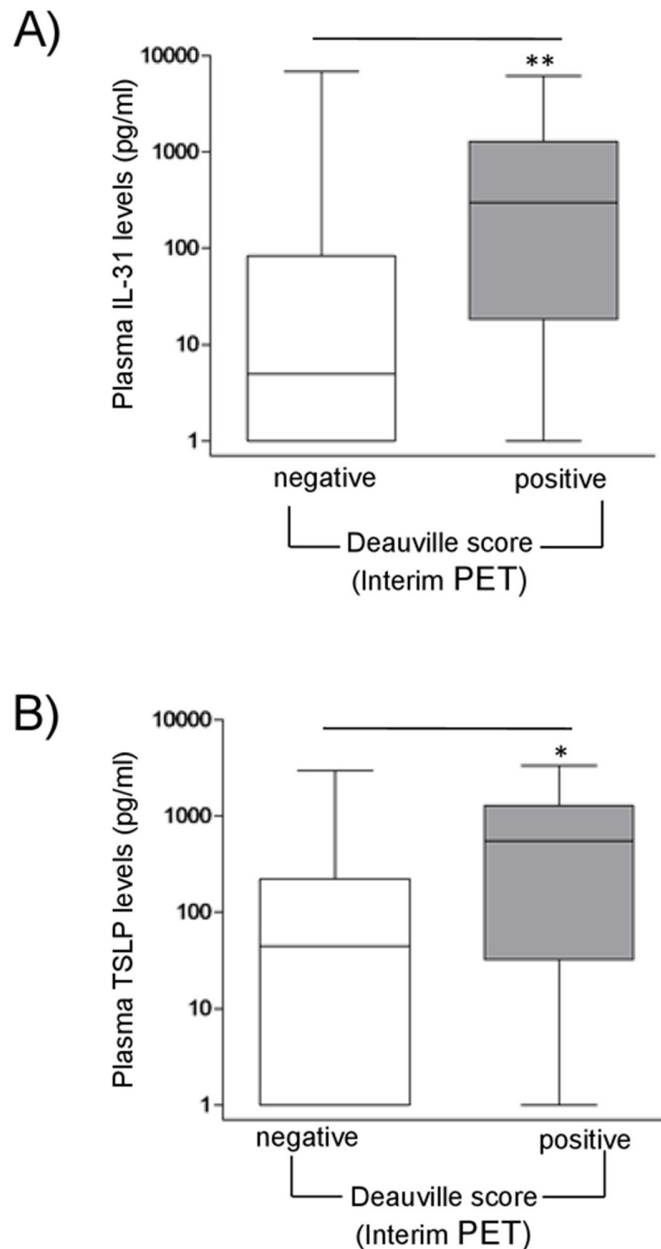 A)
Plasma IL-31 levels (pg/ml)
10000
1000
100
10
1
**
negative positive
Deauville score
(Interim PET)
B)
Plasma TSLP levels (pg/ml)
10000
1000
100
10
1
*
negative positive
Deauville score
(Interim PET)